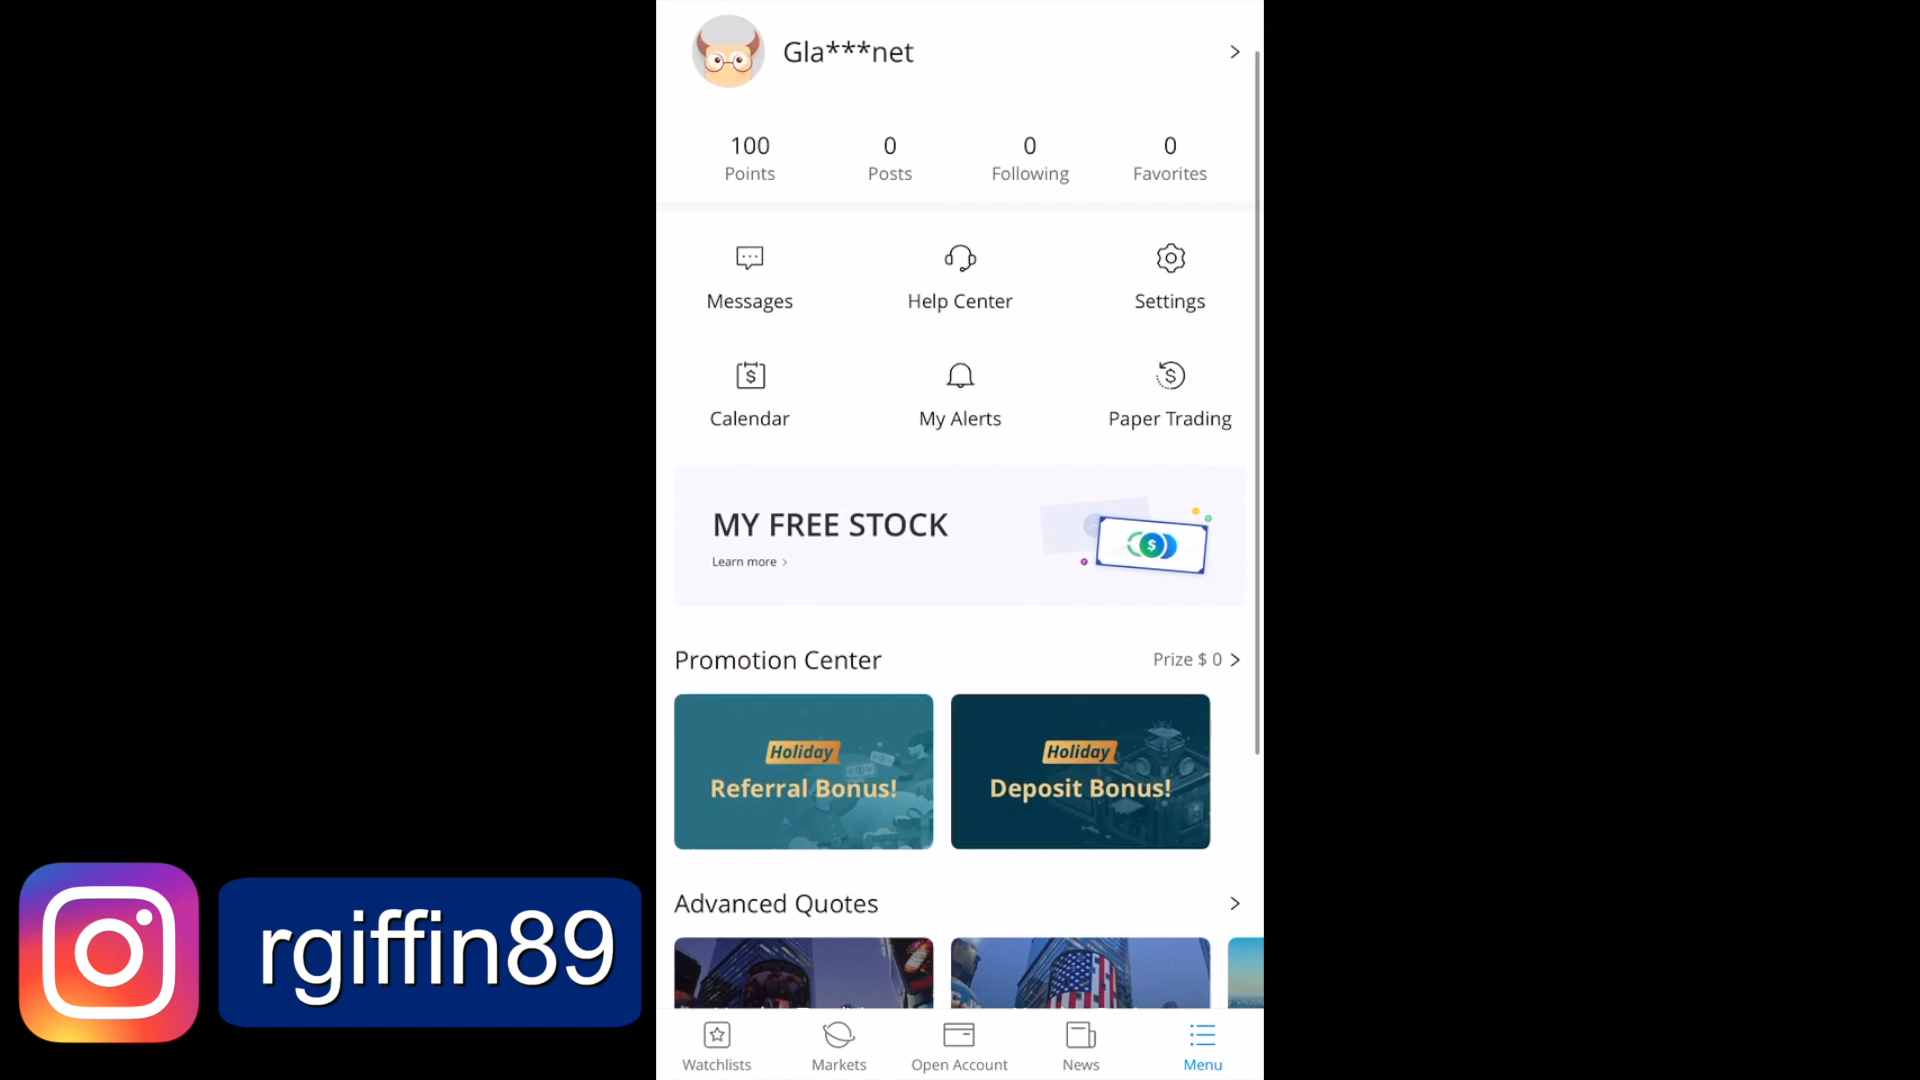 Gla***net
100
Points
0
Posts
0
Following
0
Favorites
Messages
Help Center
Settings
Calendar
My Alerts
Paper Trading
MY FREE STOCK
Learn more
Promotion Center
Prize $ 0
Holiday
Referral Bonus!
Holiday
Deposit Bonus!
Advanced Quotes
Watchlists
Markets
Open Account
News
Menu
rgiffin89